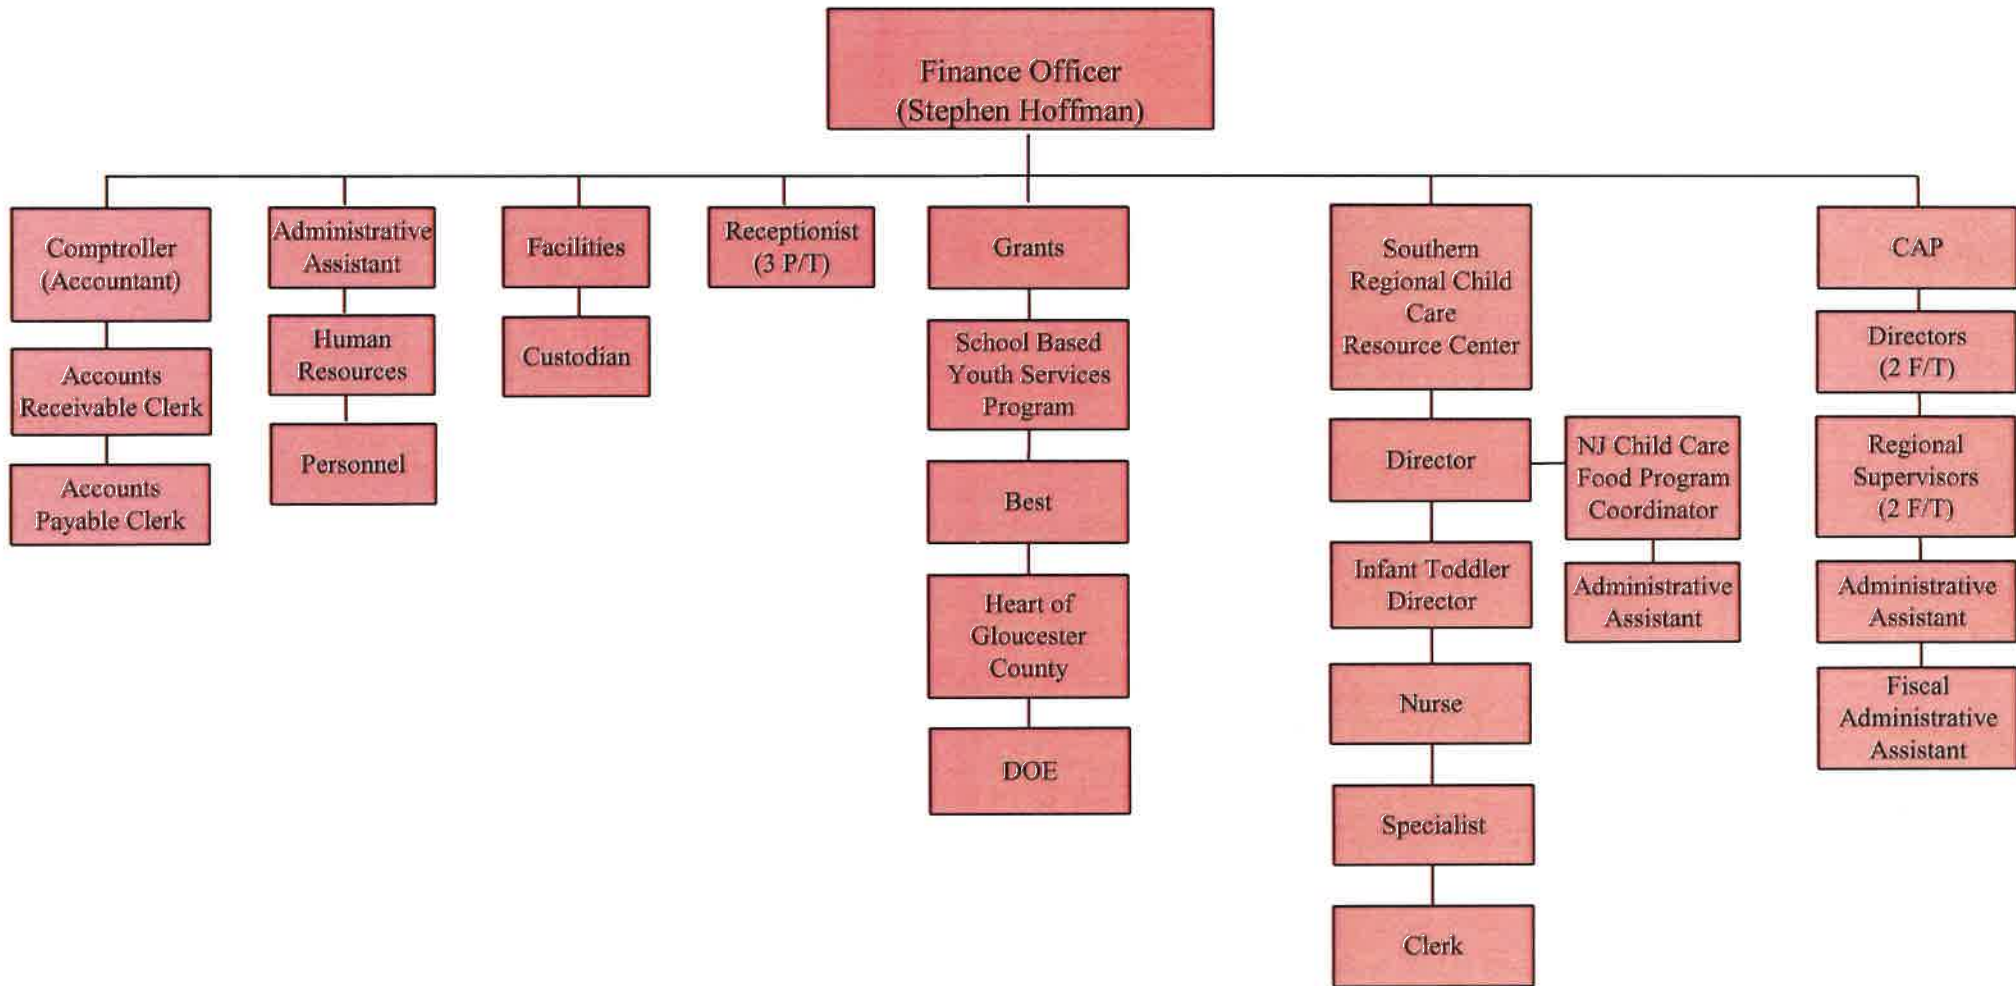 Finance Officer
(Stephen Hoffman)
Comptroller
(Accountant)
Accounts
Receivable Clerk
Accounts
Payable Clerk
Administrative
Assistant
Human
Resources
Personnel
Facilities
Custodian
Receptionist
(3 P/T)
Grants
School Based
Youth Services
Program
Best
Heart of
Gloucester
County
DOE
Southern
Regional Child
Care
Resource Center
Director
NJ Child Care
Food Program
Coordinator
Administrative
Assistant
Infant Toddler
Director
Nurse
Specialist
Clerk
CAP
Directors
(2 F/T)
Regional
Supervisors
(2 F/T)
Administrative
Assistant
Fiscal
Administrative
Assistant